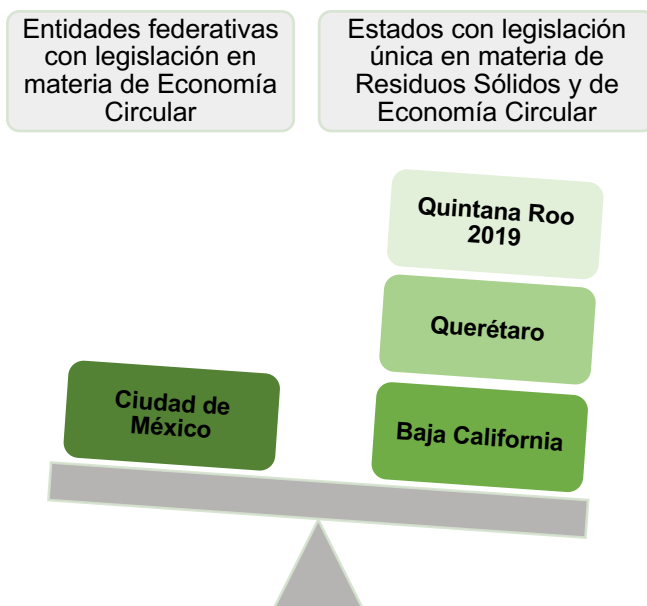 Entidades federativas
con legislación en
materia de Economía
Circular
Estados con legislación
única en materia de
Residuos Sólidos y de
Economía Circular
Quintana Roo
2019
Querétaro
Ciudad de
México
Baja California